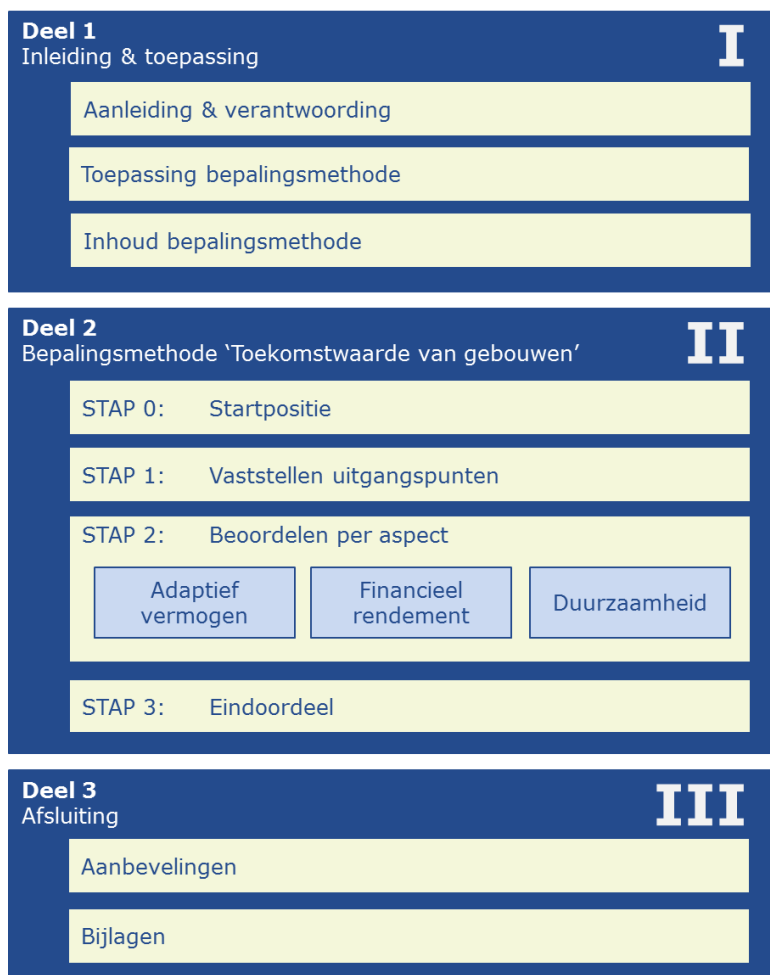 Deel 1
I
Inleiding & toepassing
Aanleiding & verantwoording
Toepassing bepalingsmethode
Inhoud bepalingsmethode
Deel 2
II
Bepalingsmethode ‘Toekomstwaarde van gebouwen’
STAP 0: Startpositie
STAP 1: Vaststellen uitgangspunten
STAP 2: Beoordelen per aspect
Adaptief
vermogen
Financieel
rendement
Duurzaamheid
STAP 3: Eindoordeel
Deel 3
III
Afsluiting
Aanbevelingen
Bijlagen